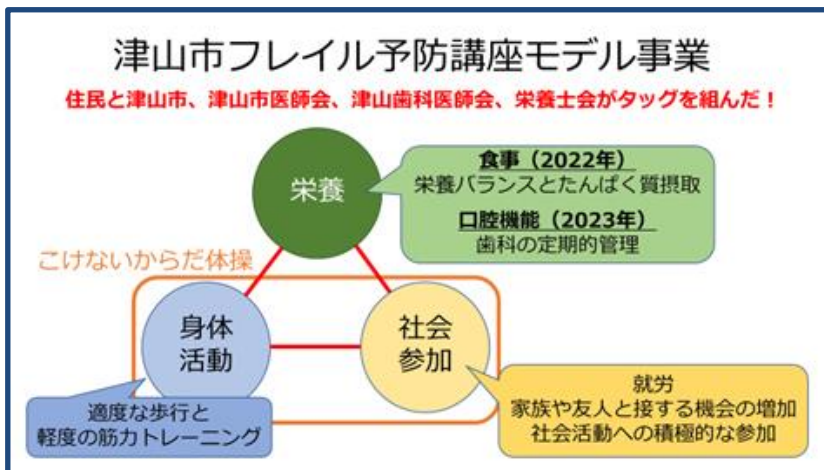 津山市フレイル予防講座モデル事業
住民と津山市、津山市医師会、津山歯科医師会、栄養士会がタッグを組んだ！
栄養
食事（2022年）
栄養バランスとたんぱく質摂取
口腔機能（2023年）
歯科の定期的管理
こけないからだ体操
身体
活動
社会
参加
適度な歩行と
軽度の筋力トレーニング
就労
家族や友人と接する機会の増加
社会活動への積極的な参加